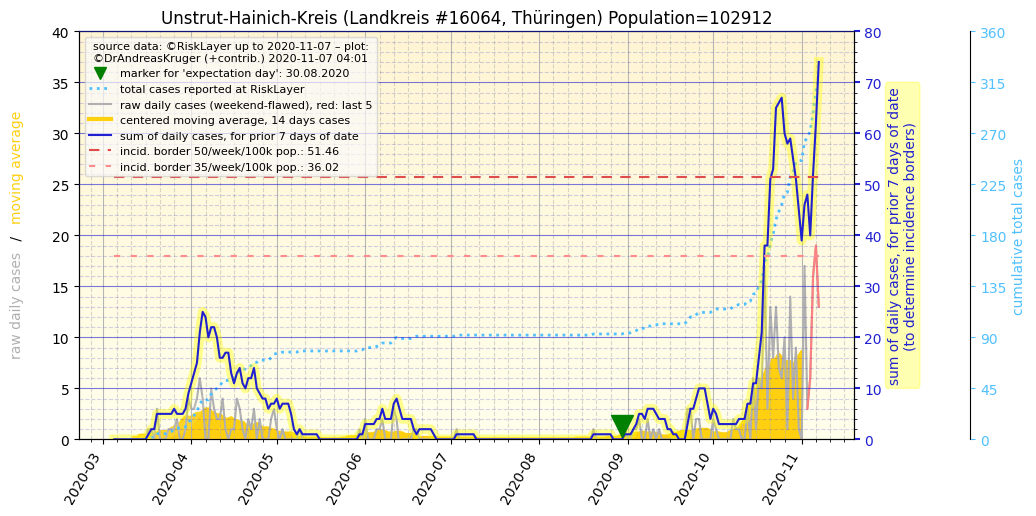 Unstrut-Hainich-Kreis (Landkreis #16064, Thüringen) Population=102912
source data: ©RiskLayer up to 2020-11-07 – plot:
©DrAndreasKruger (+contrib.) 2020-11-07 04:01
marker for 'expectation day': 30.08.2020
total cases reported at RiskLayer
raw daily cases (weekend-flawed), red: last 5
centered moving average, 14 days cases
sum of daily cases, for prior 7 days of date
incid. border 50/week/100k pop.: 51.46
incid. border 35/week/100k pop.: 36.02
raw daily cases / moving average
40
35
30
25
20
15
10
5
0
80
70
60
50
40
30
20
10
0
sum of daily cases, for prior 7 days of date
(to determine incidence borders)
360
315
270
225
180
135
90
45
0
cumulative total cases
2020-03
2020-04
2020-05
2020-06
2020-07
2020-08
2020-09
2020-10
2020-11